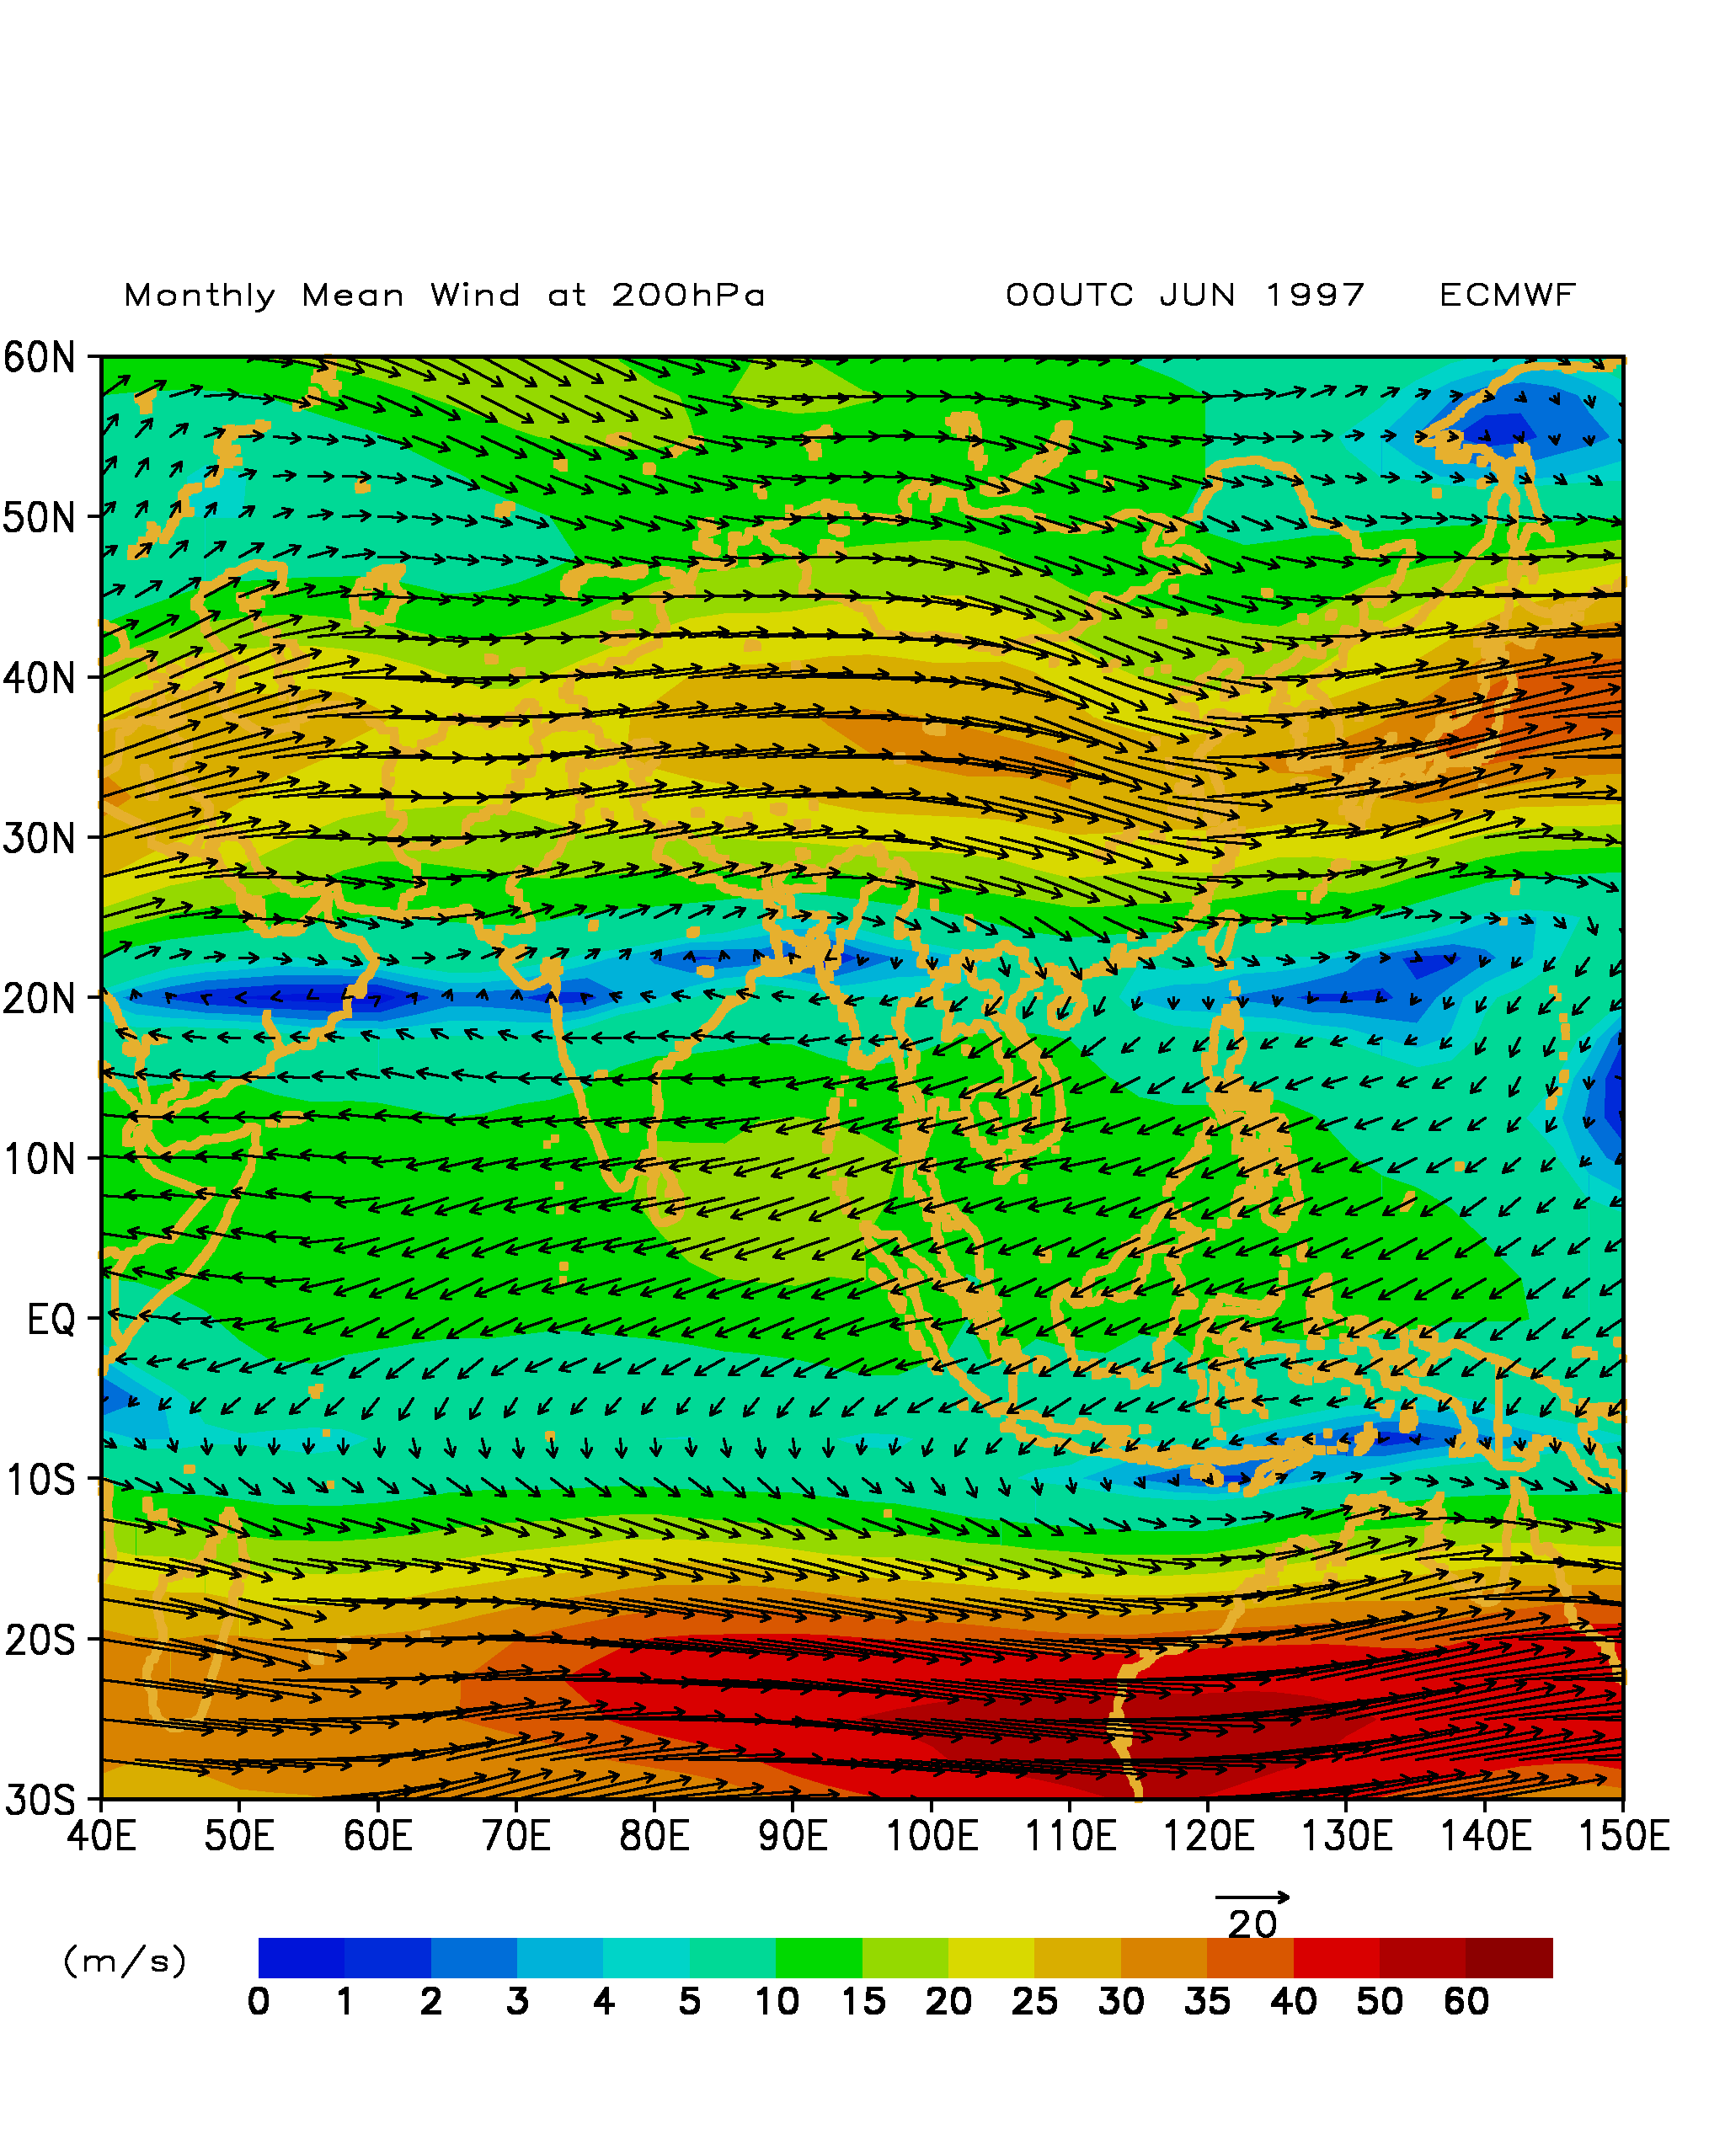 Monthly Mean Wind at 200hPa 00UTC JUN 1997 ECMWF
60N
50N
40N
30N
20N
10N
EQ
10S
20S
30S
40E 50E 60E 70E 80E 90E 100E 110E 120E 130E 140E 150E
20
(m/s)
0 1 2 3 4 5 10 15 20 25 30 35 40 50 60